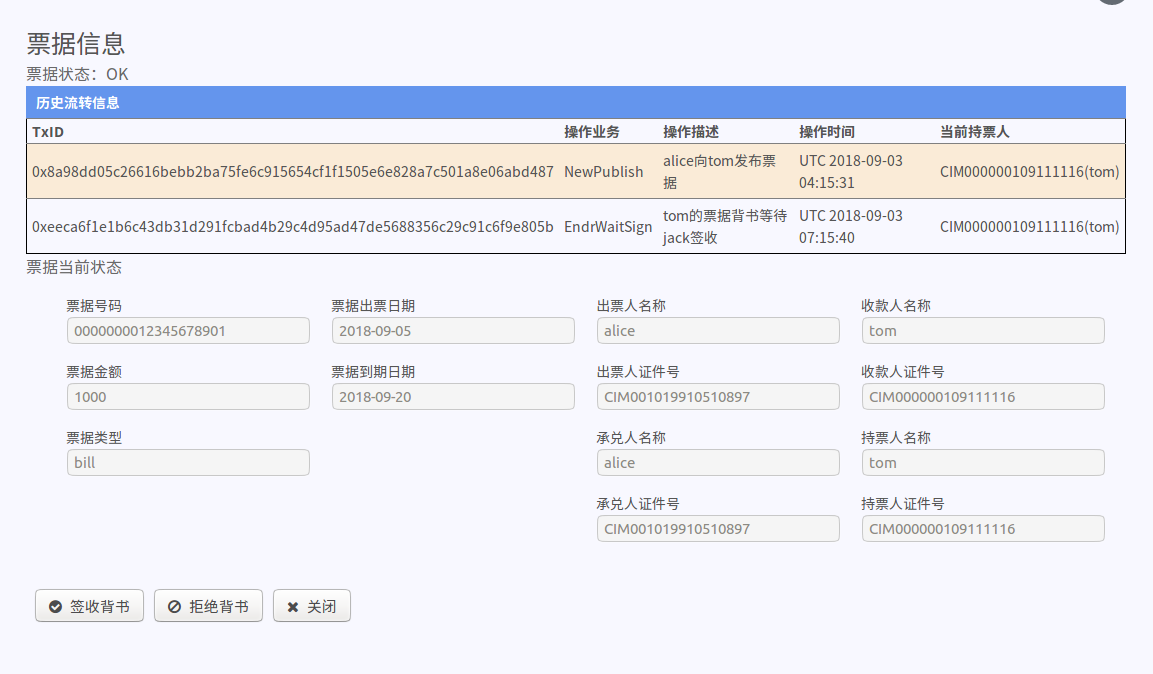 票据信息
票据状态：OK
历史流转信息
TxID 操作业务 操作描述 操作时间 当前持票人
0x8a98dd05c26616bebb2ba75fe6c915654cf1f1505e6e828a7c501a8e06abd487 NewPublish alice向tom发布票 UTC 2018-09-03 CIM000000109111116(tom)
据 04:15:31
0xeeca6f1e1b6c43db31d291fcbad4b29c4d95ad47de5688356c29c91c6f9e805b EndrWaitSign tom的票据背书等待 UTC 2018-09-03 CIM000000109111116(tom)
jack签收 07:15:40
票据当前状态
票据号码 票据出票日期 出票人名称 收款人名称
0000000012345678901 2018-09-05 alice tom
票据金额 票据到期日期 出票人证件号 收款人证件号
1000 2018-09-20 CIM001019910510897 CIM000000109111116
票据类型 承兑人名称 持票人名称
bill alice tom
承兑人证件号 持票人证件号
CIM001019910510897 CIM000000109111116
签收背书 拒绝背书 关闭